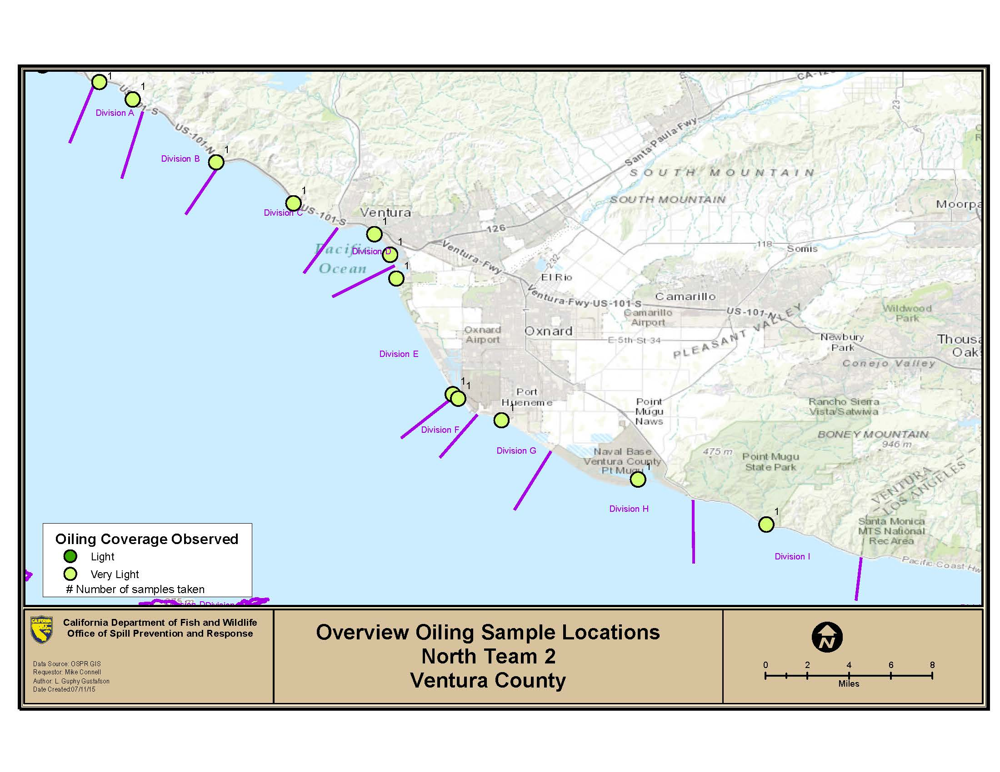 1
1
US-101-S
Division A
US-101-N
1
Division B
1
Division C
US-101-S
Ventura
1
126
CA-126
Santa-Paula-Fwy
23
SOUTH MOUNTAIN
SOUTH MOUNTAIN
Moorpa
Pacific
Ocean
Division D
1
1
Ventura-Fwy
232
El Rio
118
Somis
Ventura-Fwy-US-101-S
Camarillo
US-101-N
Camarillo
Airport
PLEASANT VALLEY
Wildwood
Park
1
Oxnard
Airport
Oxnard
E-5th-St-34
Newbury
Park
Thousa
Oak
Conejo Valley
Division E
1
1
Port
Hueneme
1
Point
Mugu
Naws
Rancho Sierra
Vista/Satwiwa
BONEY MOUNTAIN
946 m
Division F
Division G
Naval Base
Ventura County
Pt Mugu
1
475 m
Point Mugu
State Park
VENTURA
LOS ANGELES
Division H
1
Santa Monica
MTS National
Rec Area
Division I
Pacific-Coast-Hw
Oiling Coverage Observed
Light
Very Light
# Number of samples taken
Division D
Division
California Department of Fish and Wildlife
Office of Spill Prevention and Response
Data Source: OSPR GIS
Requestor: Mike Connell
Author: L. Guphy Gustafson
Date Created:07/11/15
CALIFORNIA
Overview Oiling Sample Locations
North Team 2
Ventura County
N
0 2 4 6 8
Miles